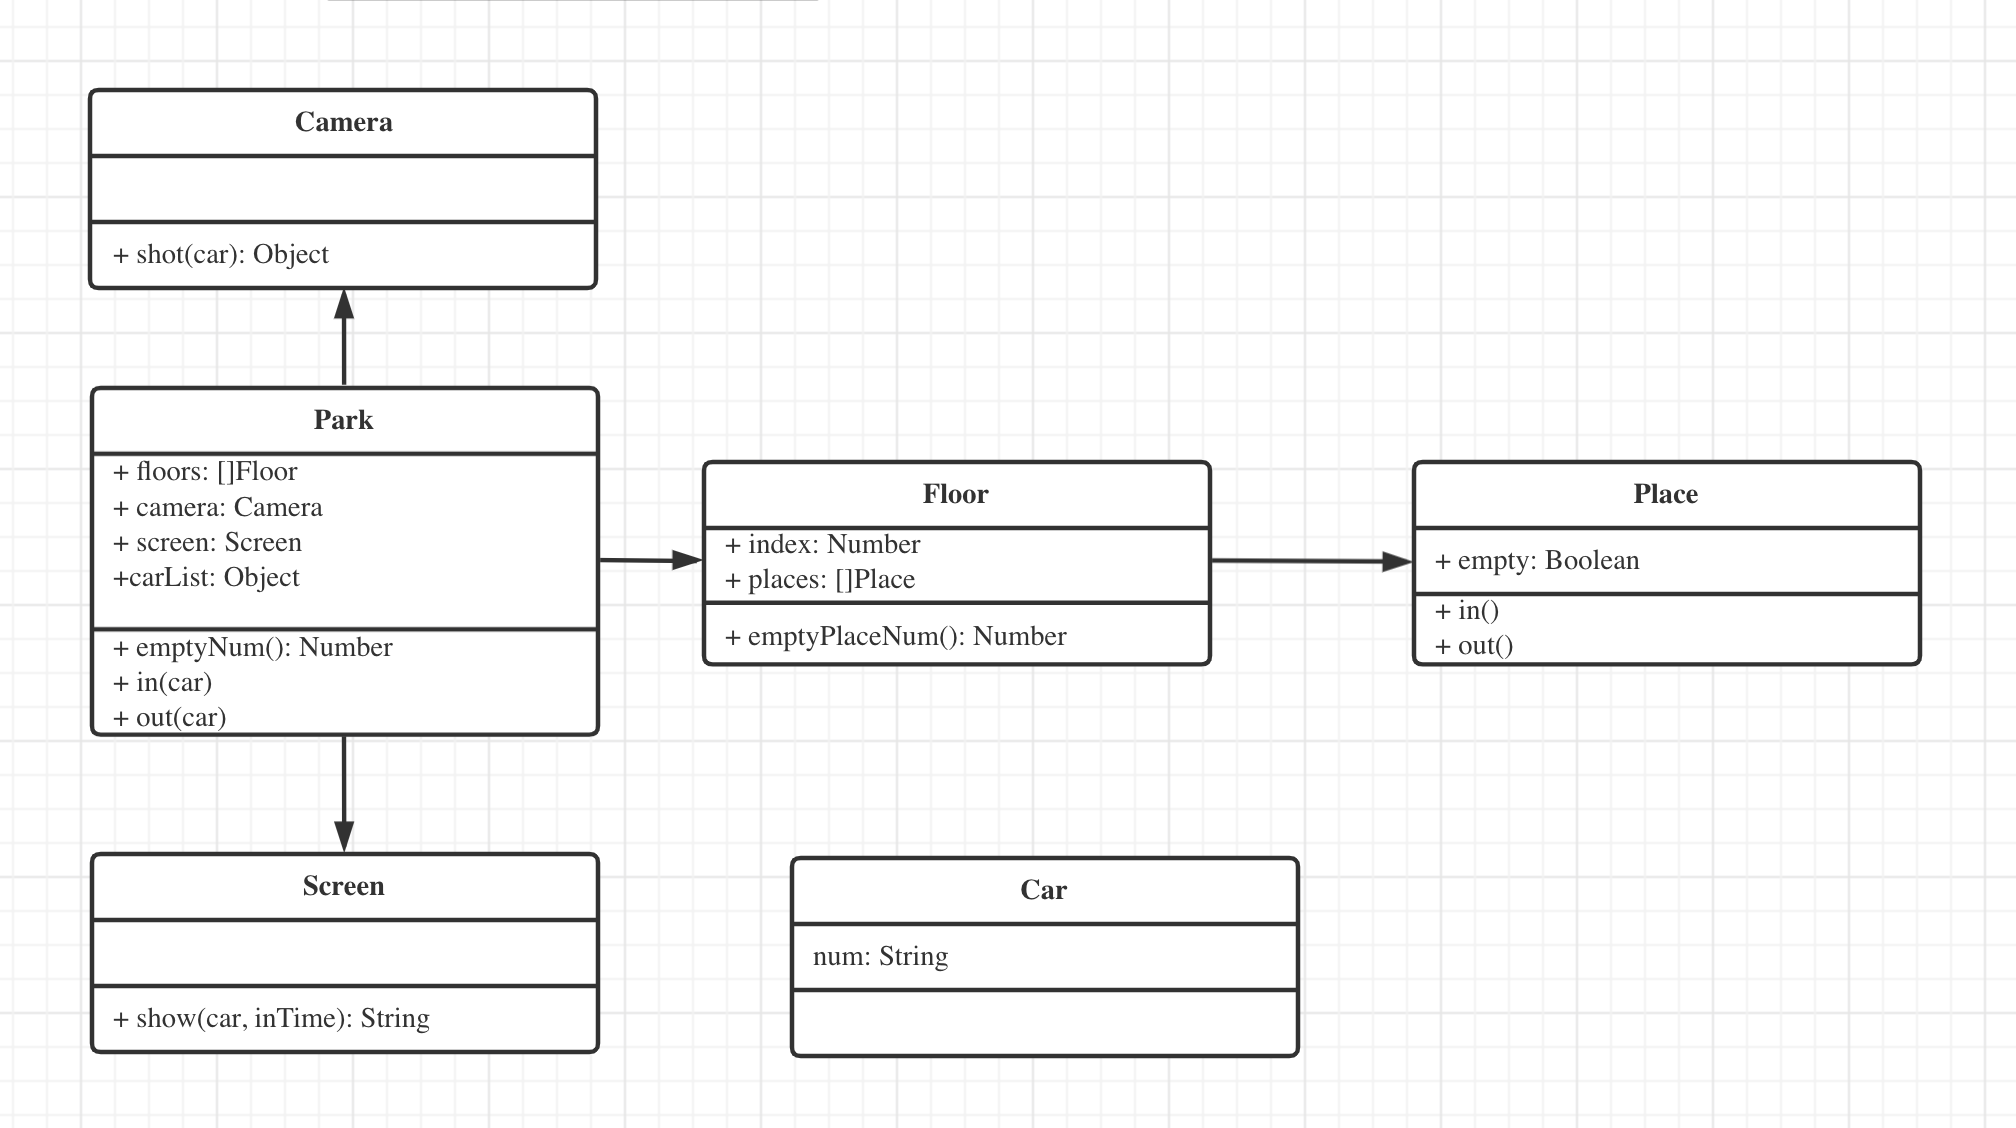 Camera
+ shot(car): Object
Park
+ floors: []Floor
+ camera: Camera
+ screen: Screen
+carList: Object
+ emptyNum(): Number
+ in(car)
+ out(car)
Floor
+ index: Number
+ places: []Place
+ emptyPlaceNum(): Number
Place
+ empty: Boolean
+ in()
+ out()
Screen
+ show(car, inTime): String
Car
num: String